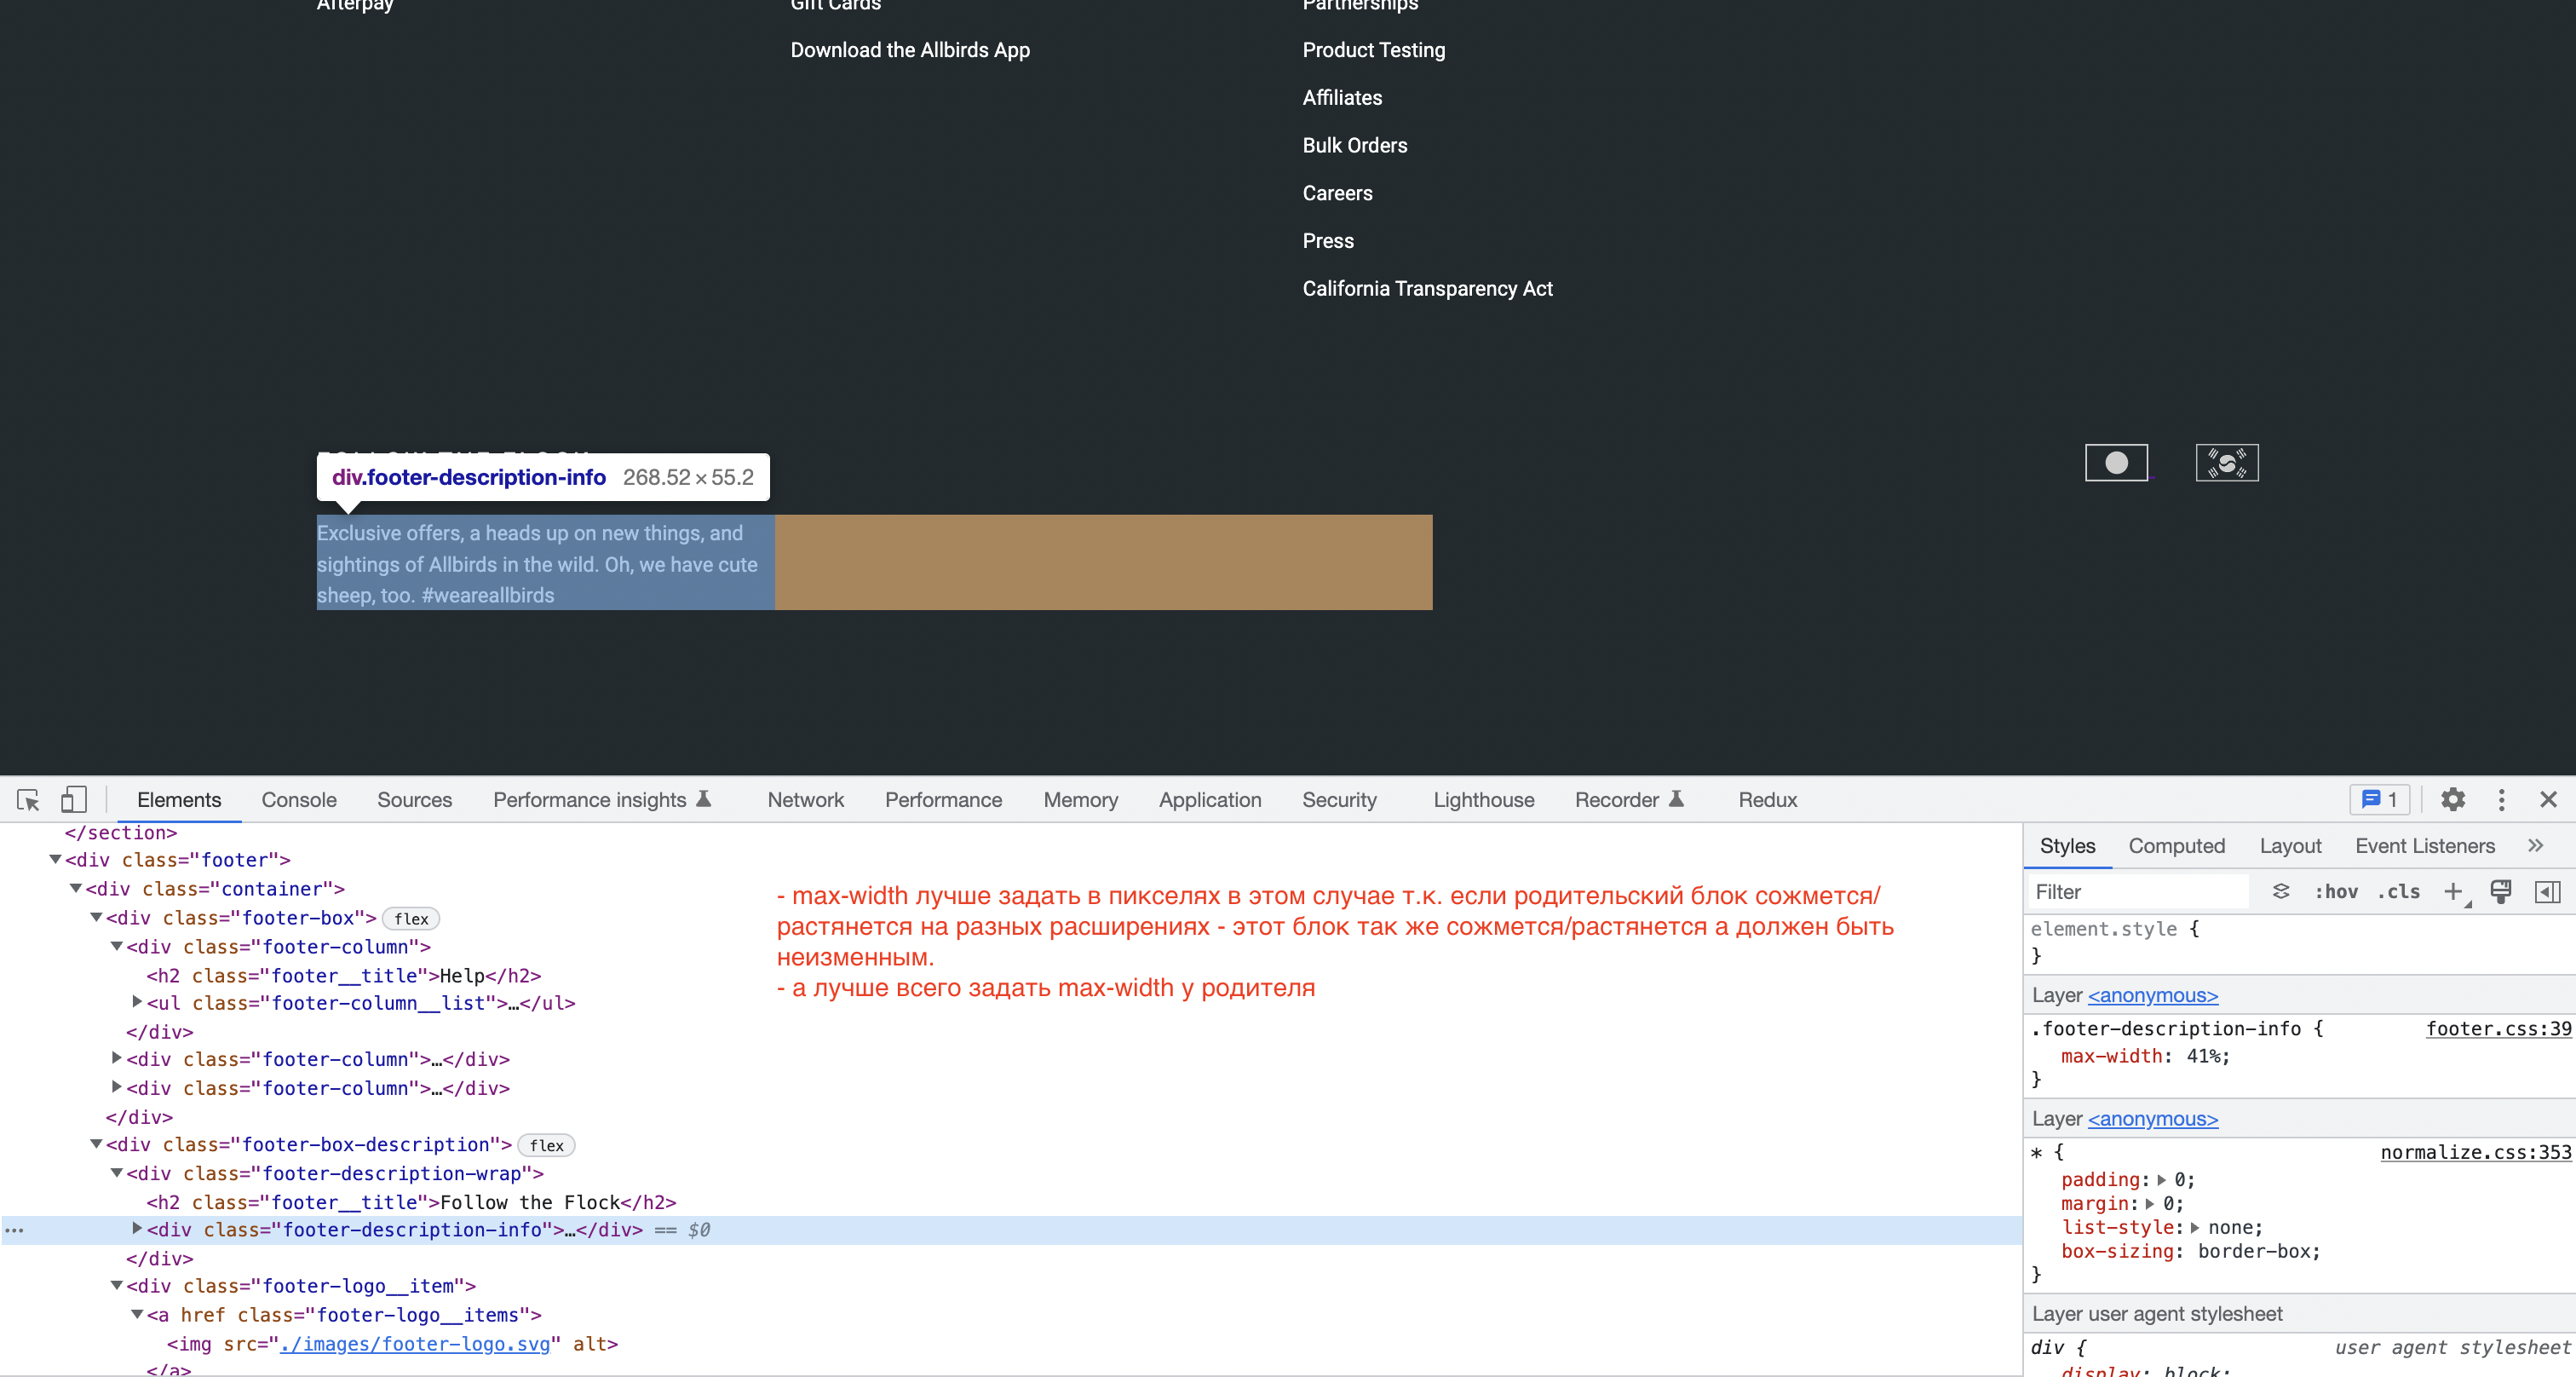 Afterpay
Gift Cards
Partnerships
Download the Allbirds App
Product Testing
Affiliates
Bulk Orders
Careers
Press
California Transparency Act
FOLLOW THE FLOCK
div.footer-description-info 268.52 × 55.2
Exclusive offers, a heads up on new things, and
sightings of Allbirds in the wild. Oh, we have cute
sheep, too. #weareallbirds
Elements Console Sources Performance insights Network Performance Memory Application Security Lighthouse Recorder Redux 1
</section>
<div class="footer">
<div class="container">
<div class="footer-box"> flex
<div class="footer-column">
<h2 class="footer__title">Help</h2>
<ul class="footer-column__list">…</ul>
</div>
<div class="footer-column">…</div>
<div class="footer-column">…</div>
</div>
<div class="footer-box-description"> flex
<div class="footer-description-wrap">
<h2 class="footer__title">Follow the Flock</h2>
… <div class="footer-description-info">…</div> == $0
</div>
<div class="footer-logo__item">
<a href class="footer-logo__items">
<img src="./images/footer-logo.svg" alt>
</a>
- max-width лучше задать в пикселях в этом случае т.к. если родительский блок сожмется/
растянется на разных расширениях - этот блок так же сожмется/растянется а должен быть
неизменным.
- а лучше всего задать max-width у родителя
Styles Computed Layout Event Listeners »
Filter :hov .cls +
element.style {
}
Layer <anonymous>
.footer-description-info { footer.css:39
max-width: 41%;
}
Layer <anonymous>
* { normalize.css:353
padding: 0;
margin: 0;
list-style: none;
box-sizing: border-box;
}
Layer user agent stylesheet
div { user agent stylesheet
display: block;